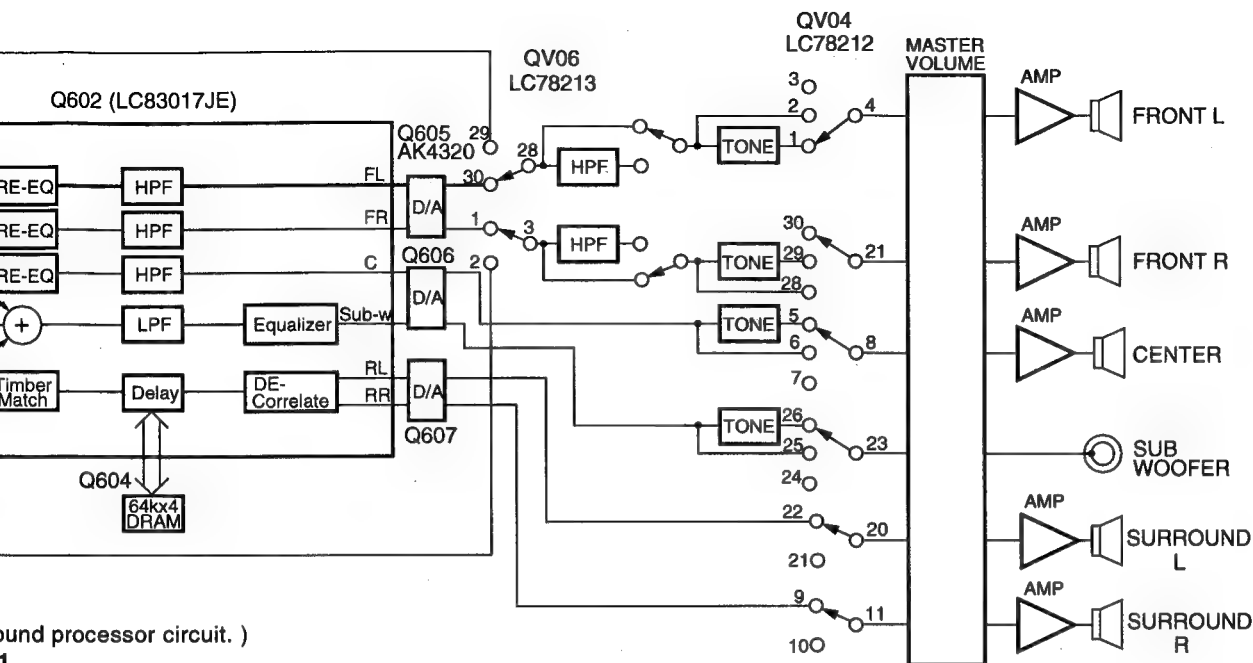 QV04
LC78212
MASTER
VOLUME
QV06
LC78213
AMP
3
2
4
1
FRONT L
Q602 (LC83017JE)
Q605
AK4320
29
28
30
TONE
HPF
RE-EQ
HPF
FL
D/A
RE-EQ
HPF
FR
1
3
HPF
30
21
29
28
TONE
AMP
FRONT R
RE-EQ
HPF
C
Q606
2
D/A
+
LPF
Equalizer
Sub-w
TONE
5
6
8
7
AMP
CENTER
Timber
Match
Delay
DE-
Correlate
RL
RR
D/A
Q607
TONE
26
25
23
24
SUB
WOOFER
Q604
64kx4
DRAM
22
20
21
AMP
SURROUND
L
9
11
10
AMP
SURROUND
R
ound processor circuit. )